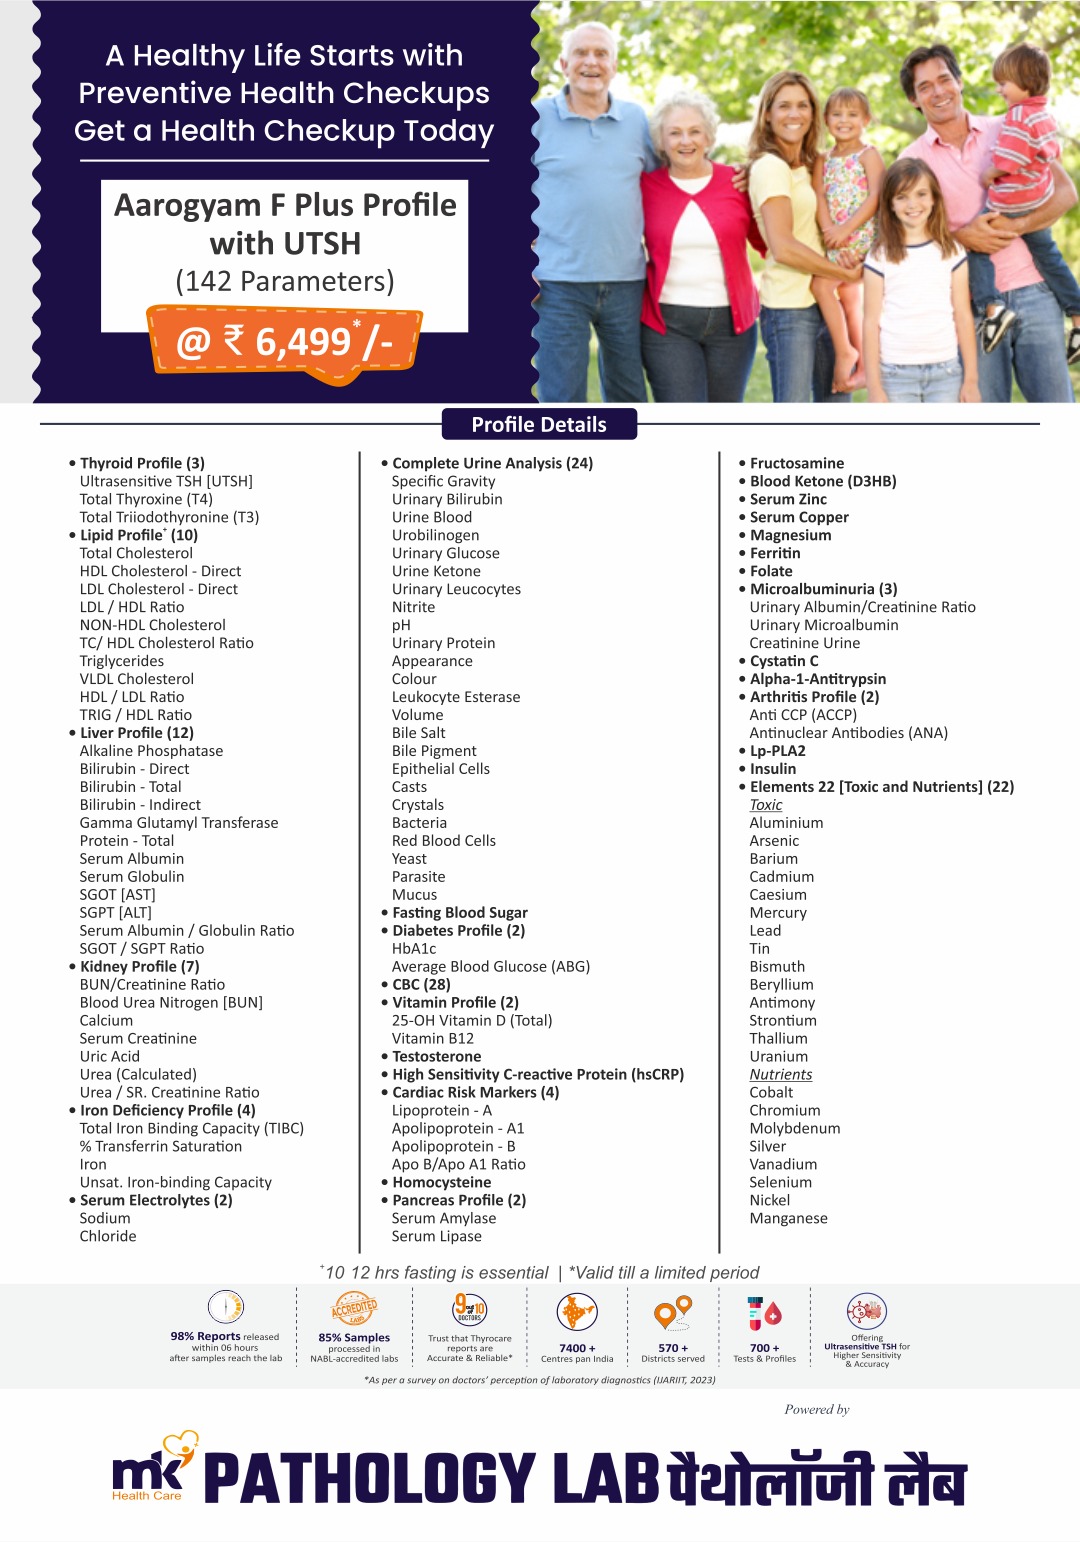 A Healthy Life Starts with
Preventive Health Checkups
Get a Health Checkup Today
Aarogyam F Plus Profile
with UTSH
(142 Parameters)
@ ₹ 6,499*/-
Profile Details
• Thyroid Profile (3)
Ultrasensitive TSH [UTSH]
Total Thyroxine (T4)
Total Triiodothyronine (T3)
• Lipid Profile⁺ (10)
Total Cholesterol
HDL Cholesterol - Direct
LDL Cholesterol - Direct
LDL / HDL Ratio
NON-HDL Cholesterol
TC/ HDL Cholesterol Ratio
Triglycerides
VLDL Cholesterol
HDL / LDL Ratio
TRIG / HDL Ratio
• Liver Profile (12)
Alkaline Phosphatase
Bilirubin - Direct
Bilirubin - Total
Bilirubin - Indirect
Gamma Glutamyl Transferase
Protein - Total
Serum Albumin
Serum Globulin
SGOT [AST]
SGPT [ALT]
Serum Albumin / Globulin Ratio
SGOT / SGPT Ratio
• Kidney Profile (7)
BUN/Creatinine Ratio
Blood Urea Nitrogen [BUN]
Calcium
Serum Creatinine
Uric Acid
Urea (Calculated)
Urea / SR. Creatinine Ratio
• Iron Deficiency Profile (4)
Total Iron Binding Capacity (TIBC)
% Transferrin Saturation
Iron
Unsat. Iron-binding Capacity
• Serum Electrolytes (2)
Sodium
Chloride
• Complete Urine Analysis (24)
Specific Gravity
Urinary Bilirubin
Urine Blood
Urobilinogen
Urinary Glucose
Urine Ketone
Urinary Leucocytes
Nitrite
pH
Urinary Protein
Appearance
Colour
Leukocyte Esterase
Volume
Bile Salt
Bile Pigment
Epithelial Cells
Casts
Crystals
Bacteria
Red Blood Cells
Yeast
Parasite
Mucus
• Fasting Blood Sugar
• Diabetes Profile (2)
HbA1c
Average Blood Glucose (ABG)
• CBC (28)
• Vitamin Profile (2)
25-OH Vitamin D (Total)
Vitamin B12
• Testosterone
• High Sensitivity C-reactive Protein (hsCRP)
• Cardiac Risk Markers (4)
Lipoprotein - A
Apolipoprotein - A1
Apolipoprotein - B
Apo B/Apo A1 Ratio
• Homocysteine
• Pancreas Profile (2)
Serum Amylase
Serum Lipase
• Fructosamine
• Blood Ketone (D3HB)
• Serum Zinc
• Serum Copper
• Magnesium
• Ferritin
• Folate
• Microalbuminuria (3)
Urinary Albumin/Creatinine Ratio
Urinary Microalbumin
Creatinine Urine
• Cystatin C
• Alpha-1-Antitrypsin
• Arthritis Profile (2)
Anti CCP (ACCP)
Antinuclear Antibodies (ANA)
• Lp-PLA2
• Insulin
• Elements 22 [Toxic and Nutrients] (22)
Toxic
Aluminium
Arsenic
Barium
Cadmium
Caesium
Mercury
Lead
Tin
Bismuth
Beryllium
Antimony
Strontium
Thallium
Uranium
Nutrients
Cobalt
Chromium
Molybdenum
Silver
Vanadium
Selenium
Nickel
Manganese
⁺10 12 hrs fasting is essential | *Valid till a limited period
98% Reports released
within 06 hours
after samples reach the lab
ACCREDITED
LABS
85% Samples
processed in
NABL-accredited labs
9 out of 10
DOCTORS
Trust that Thyrocare
reports are
Accurate & Reliable*
7400 +
Centres pan India
570 +
Districts served
700 +
Tests & Profiles
Offering
Ultrasensitive TSH for
Higher Sensitivity
& Accuracy
*As per a survey on doctors' perception of laboratory diagnostics (IJARIIT, 2023)
Powered by
mk
Health Care
PATHOLOGY LAB पैथोलॉजी लैब